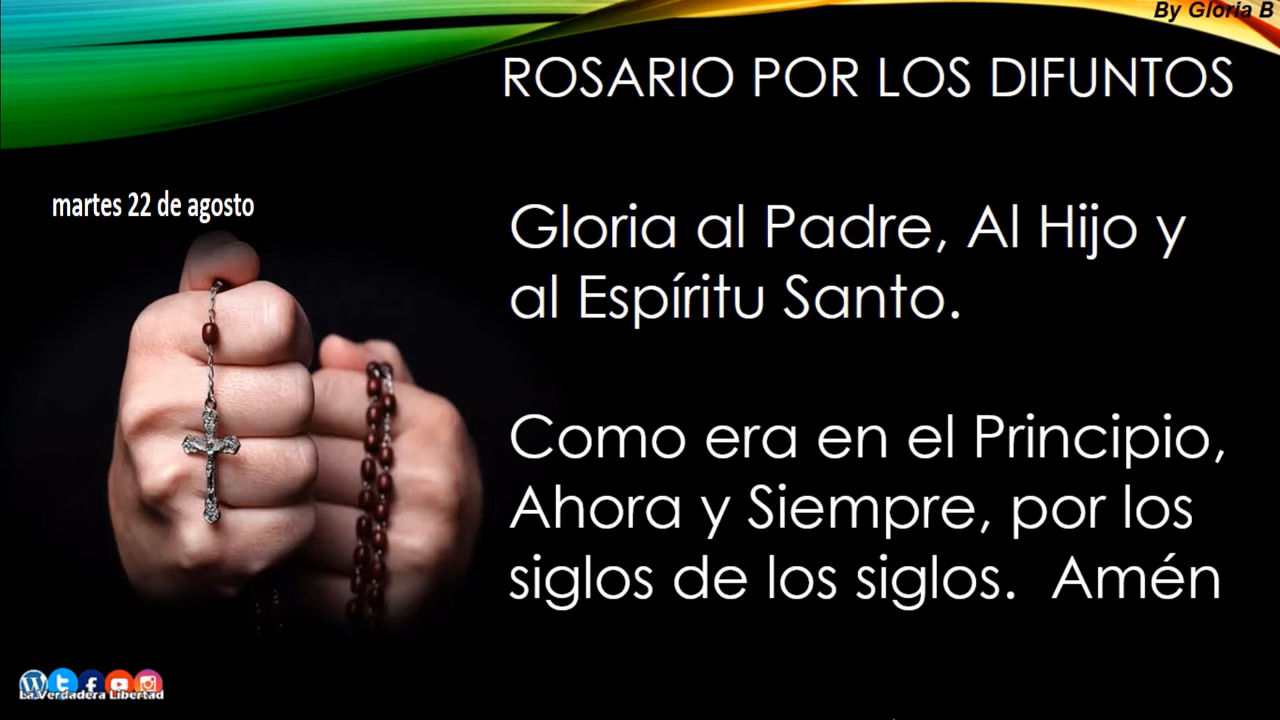 By Gloria B
ROSARIO POR LOS DIFUNTOS
martes 22 de agosto
Gloria al Padre, Al Hijo y
al Espíritu Santo.
Como era en el Principio,
Ahora y Siempre, por los
siglos de los siglos. Amén
La Verdadera Libertad